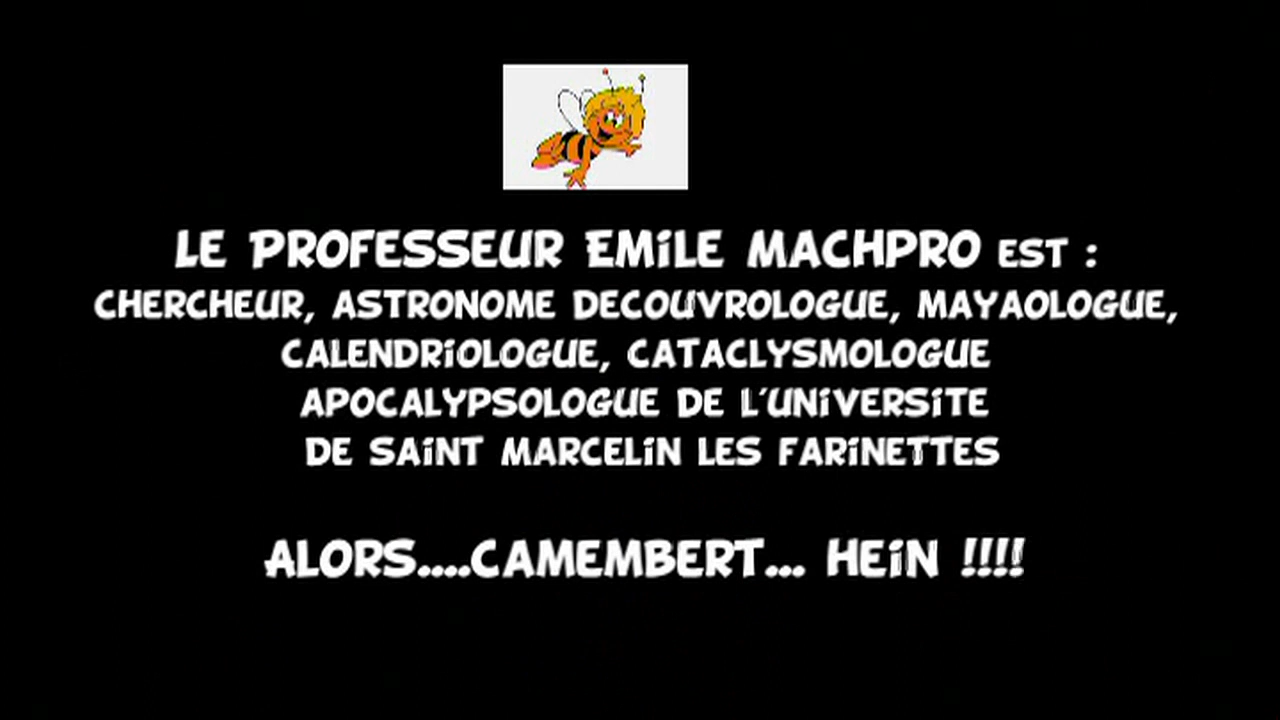 LE PROFESSEUR EMiLE MACHPRO EST :
CHERCHEUR, ASTRONOME DECOUVROLOGUE, MAYAOLOGUE,
CALENDRiOLOGUE, CATACLYSMOLOGUE
APOCALYPSOLOGUE DE L'UNiVERSiTE
DE SAiNT MARCELiN LES FARiNETTES
ALORS....CAMEMBERT... HEiN !!!!